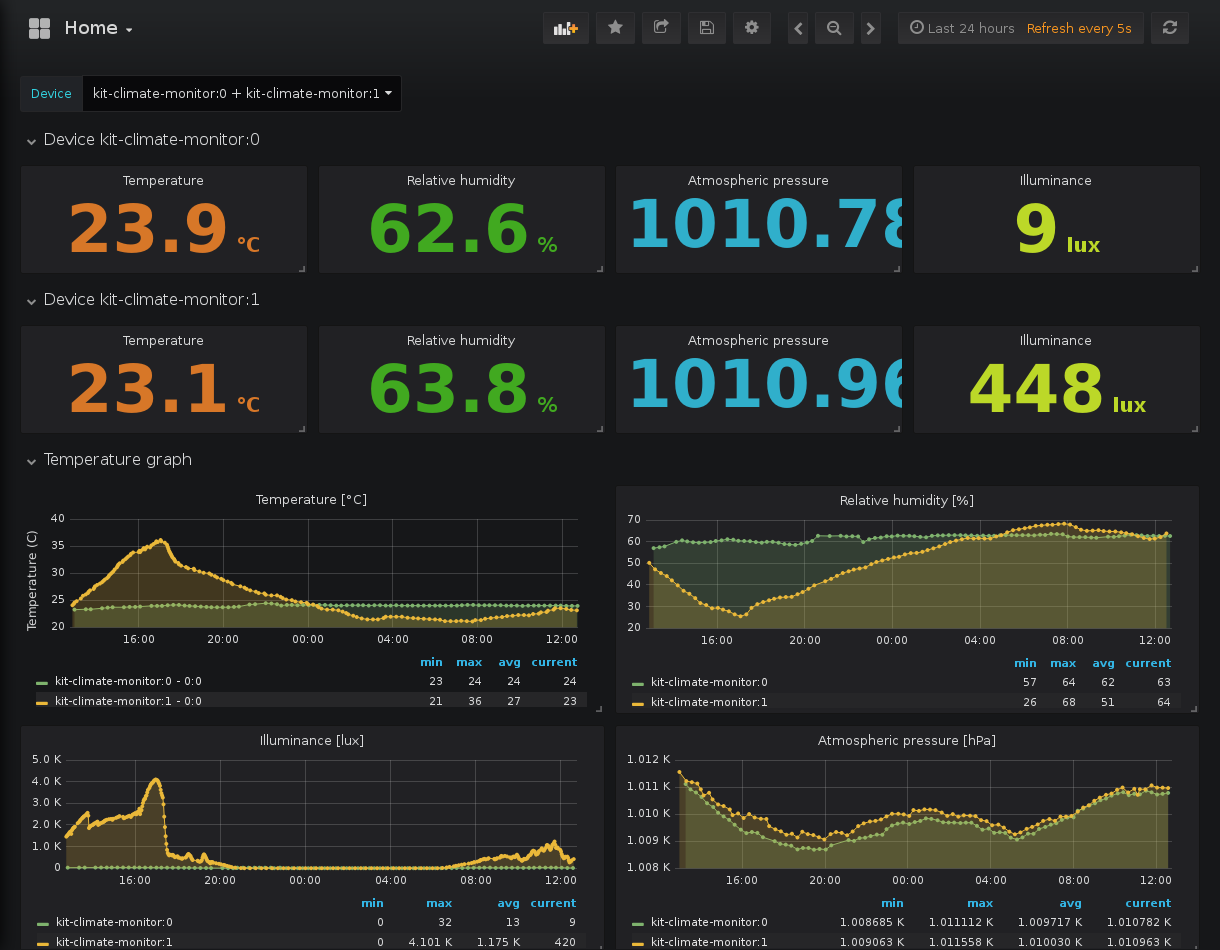 Home
Last 24 hours Refresh every 5s
Device kit-climate-monitor:0 + kit-climate-monitor:1
Device kit-climate-monitor:0
Temperature Relative humidity Atmospheric pressure Illuminance
23.9 °C 62.6 % 1010.78 9 lux
Device kit-climate-monitor:1
Temperature Relative humidity Atmospheric pressure Illuminance
23.1 °C 63.8 % 1010.96 448 lux
Temperature graph
Temperature [°C]
Temperature (C)
40
35
30
25
20
16:00 20:00 00:00 04:00 08:00 12:00
min max avg current
kit-climate-monitor:0 - 0:0 23 24 24 24
kit-climate-monitor:1 - 0:0 21 36 27 23
Relative humidity [%]
70
60
50
40
30
20
16:00 20:00 00:00 04:00 08:00 12:00
min max avg current
kit-climate-monitor:0 57 64 62 63
kit-climate-monitor:1 26 68 51 64
Illuminance [lux]
5.0 K
4.0 K
3.0 K
2.0 K
1.0 K
0
16:00 20:00 00:00 04:00 08:00 12:00
min max avg current
kit-climate-monitor:0 0 32 13 9
kit-climate-monitor:1 0 4.101 K 1.175 K 420
Atmospheric pressure [hPa]
1.012 K
1.011 K
1.010 K
1.009 K
1.008 K
16:00 20:00 00:00 04:00 08:00 12:00
min max avg current
kit-climate-monitor:0 1.008685 K 1.011112 K 1.009717 K 1.010782 K
kit-climate-monitor:1 1.009063 K 1.011558 K 1.010030 K 1.010963 K